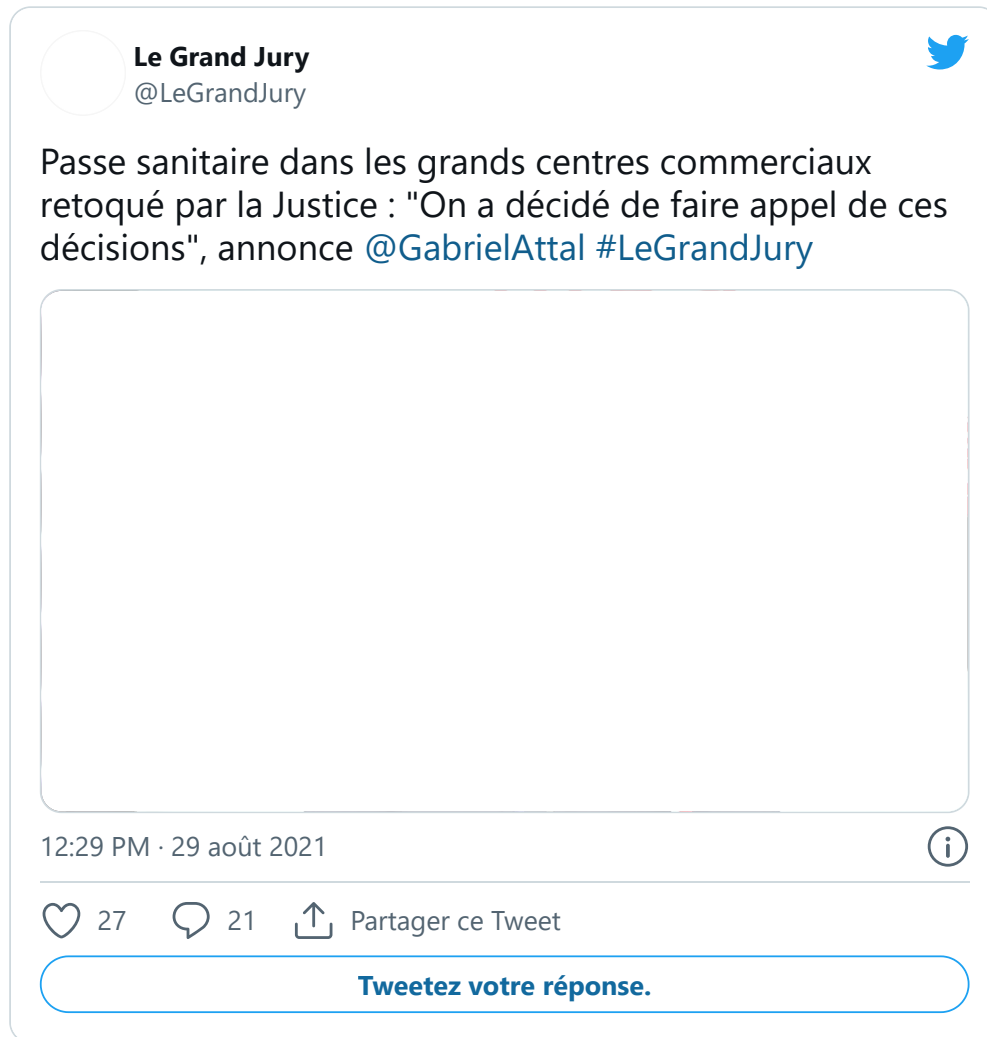 Le Grand Jury
@LeGrandJury
Passe sanitaire dans les grands centres commerciaux
retoqué par la Justice : "On a décidé de faire appel de ces
décisions", annonce @GabrielAttal #LeGrandJury
12:29 PM · 29 août 2021
27 21 Partager ce Tweet
Tweetez votre réponse.